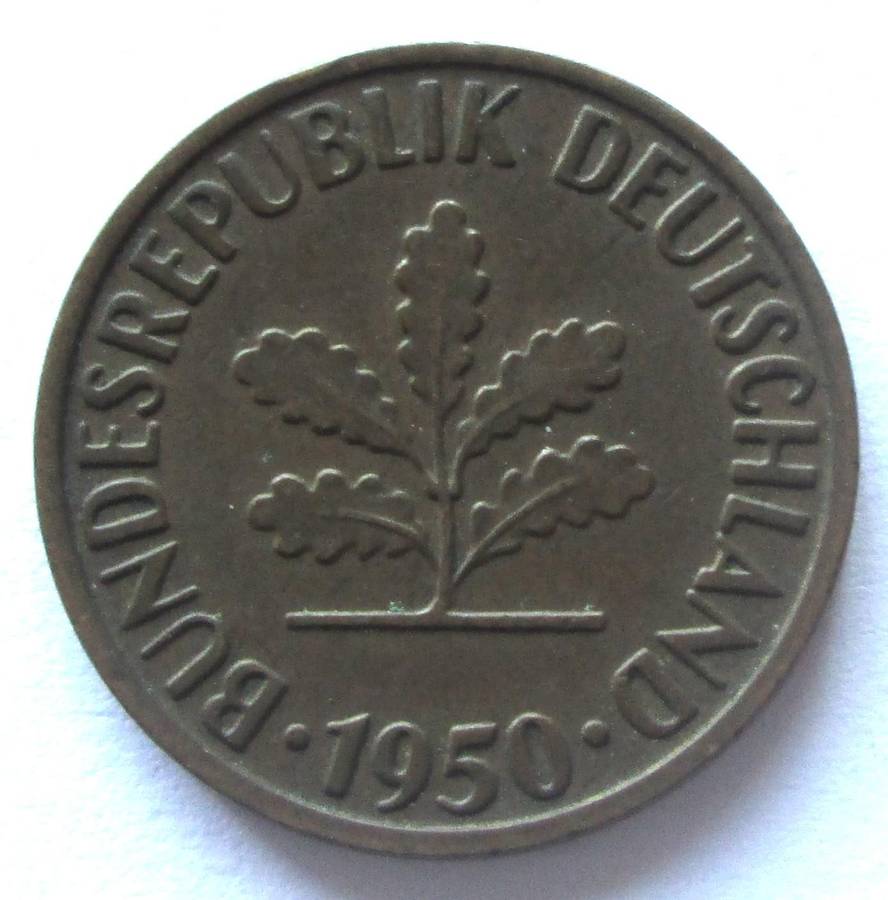 BUNDESREPUBLIK DEUTSCHLAND
· 1950 ·